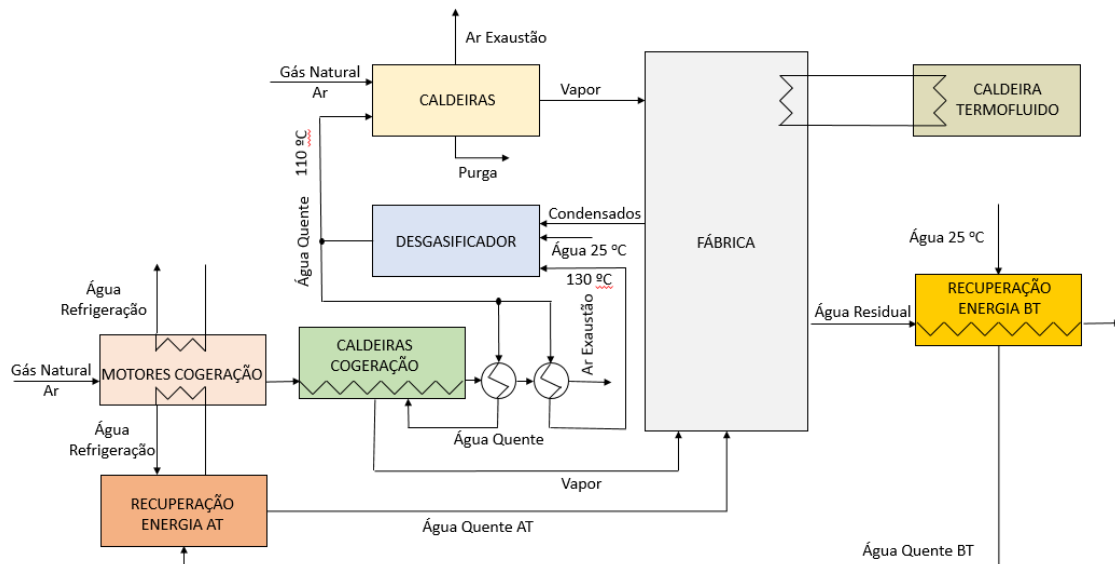 Ar Exaustão
Gás Natural
Ar
CALDEIRAS
Vapor
Purga
110 ºC
Água Quente
CALDEIRA
TERMOFLUIDO
DESGASIFICADOR
Condensados
Água 25 ºC
130 ºC
FÁBRICA
Água 25 ºC
Água Residual
RECUPERAÇÃO
ENERGIA BT
Água
Refrigeração
Gás Natural
Ar
MOTORES COGERAÇÃO
CALDEIRAS
COGERAÇÃO
Ar Exaustão
Água Quente
Água
Refrigeração
Vapor
RECUPERAÇÃO
ENERGIA AT
Água Quente AT
Água Quente BT